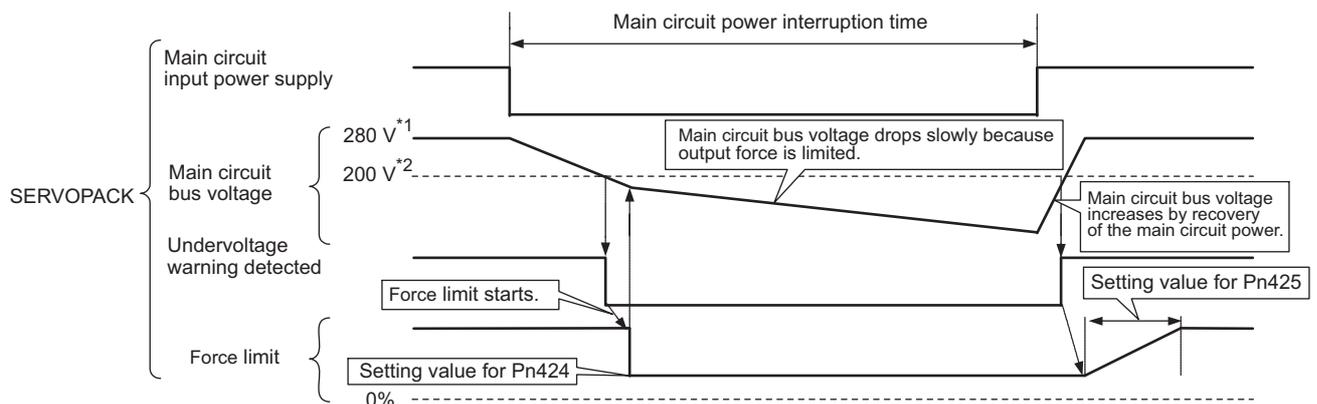 Main circuit power interruption time
Main circuit
input power supply
280 V*1
Main circuit bus voltage drops slowly because
output force is limited.
200 V*2
Main circuit
bus voltage
SERVOPACK
Main circuit bus voltage
increases by recovery
of the main circuit power.
Undervoltage
warning detected
Force limit starts.
Setting value for Pn425
Force limit
Setting value for Pn424
0%